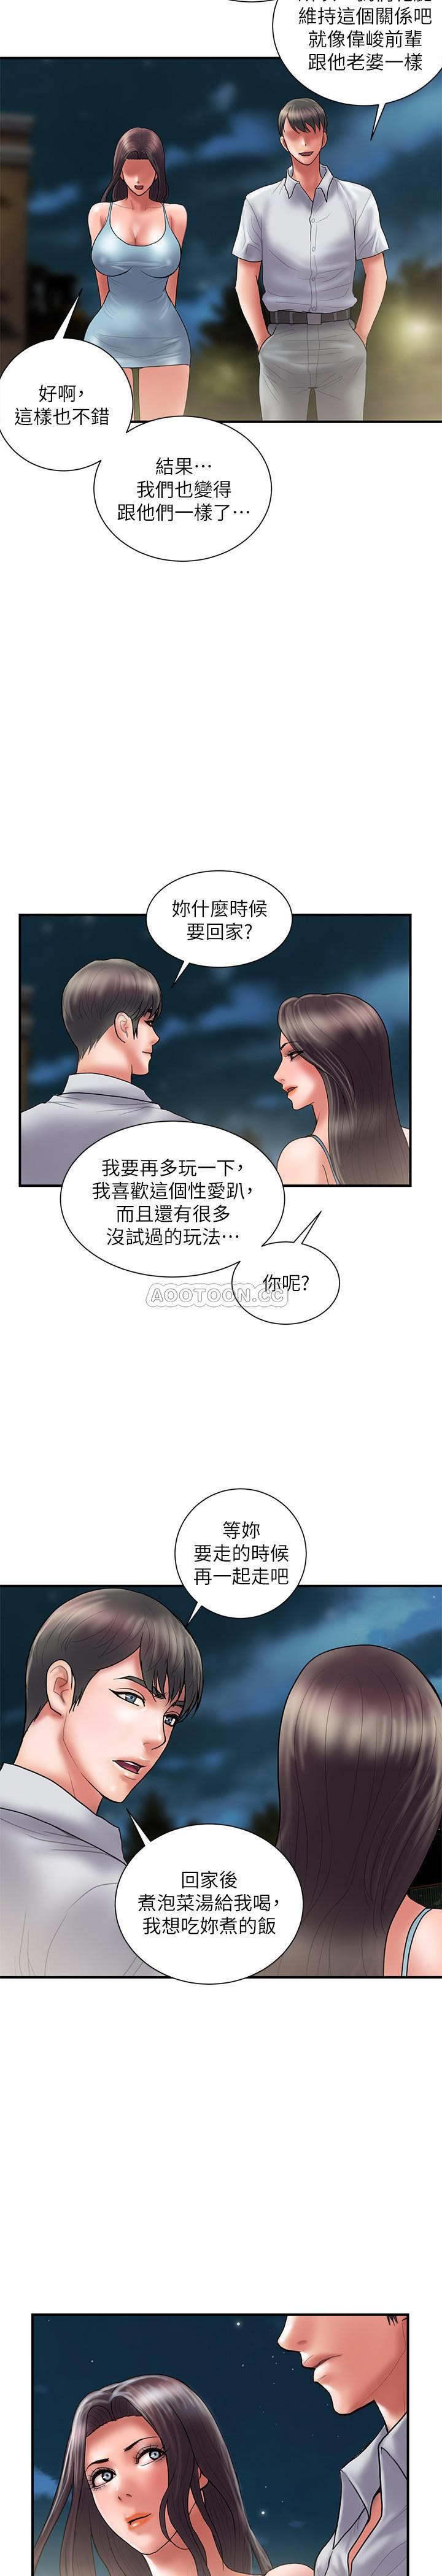 維持這個關係吧
就像偉峻前輩
跟他老婆一樣
好啊，
這樣也不錯
結果…
我們也變得
跟他們一樣了…
妳什麼時候
要回家?
我要再多玩一下，
我喜歡這個性愛趴，
而且還有很多
沒試過的玩法…
你呢?
AOOTOON.CC
等妳
要走的時候
再一起走吧
回家後
煮泡菜湯給我喝，
我想吃妳煮的飯